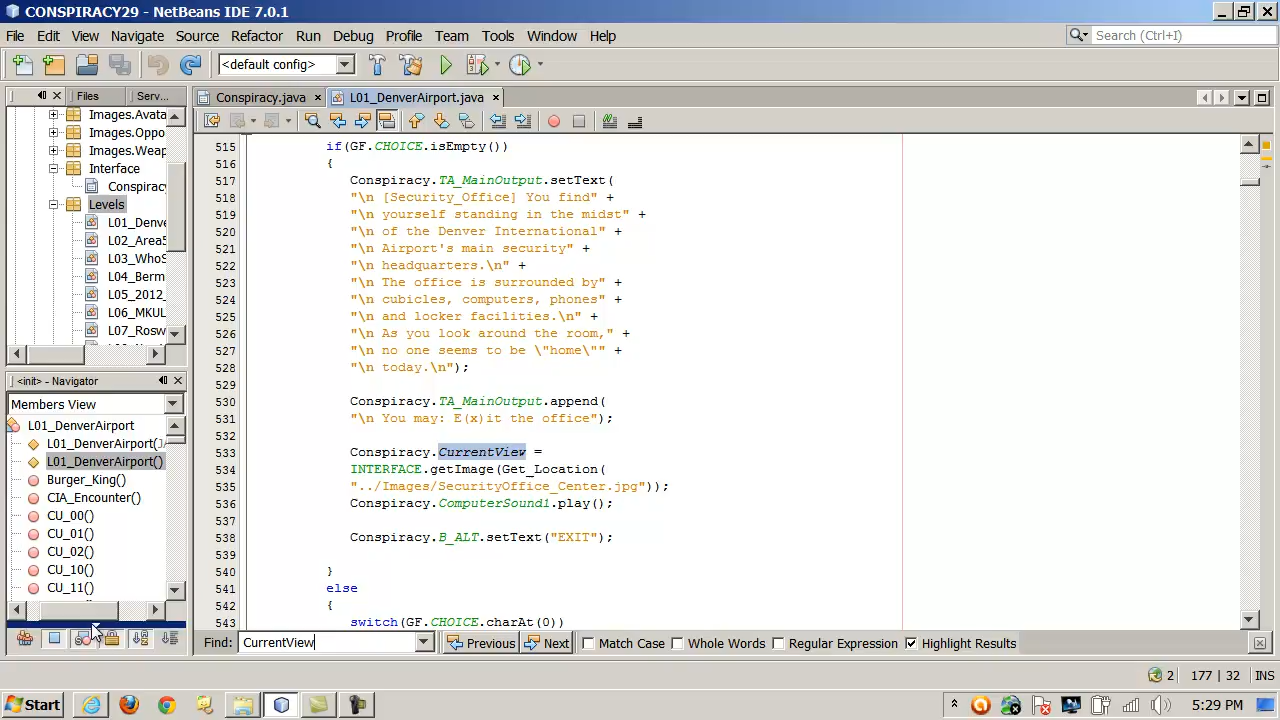 CONSPIRACY29 - NetBeans IDE 7.0.1
File Edit View Navigate Source Refactor Run Debug Profile Team Tools Window Help
Search (Ctrl+I)
<default config>
Files Serv...
Conspiracy.java L01_DenverAirport.java
Images.Avata
Images.Oppo
Images.Weap
Interface
Conspiracy
Levels
L01_Denve
L02_Area5
L03_WhoS
L04_Berm
L05_2012_
L06_MKUL
L07_Rosw
<init> - Navigator
Members View
L01_DenverAirport
L01_DenverAirport(JA
L01_DenverAirport()
Burger_King()
CIA_Encounter()
CU_00()
CU_01()
CU_02()
CU_10()
CU_11()
515 if(GF.CHOICE.isEmpty())
516 {
517 Conspiracy.TA_MainOutput.setText(
518 "\n [Security_Office] You find" +
519 "\n yourself standing in the midst" +
520 "\n of the Denver International" +
521 "\n Airport's main security" +
522 "\n headquarters.\n" +
523 "\n The office is surrounded by" +
524 "\n cubicles, computers, phones" +
525 "\n and locker facilities.\n" +
526 "\n As you look around the room," +
527 "\n no one seems to be \"home\"" +
528 "\n today.\n");
529
530 Conspiracy.TA_MainOutput.append(
531 "\n You may: E(x)it the office");
532
533 Conspiracy.CurrentView =
534 INTERFACE.getImage(Get_Location(
535 "../Images/SecurityOffice_Center.jpg"));
536 Conspiracy.ComputerSound1.play();
537
538 Conspiracy.B_ALT.setText("EXIT");
539
540 }
541 else
542 {
543 switch(GF.CHOICE.charAt(0))
Find: CurrentView Previous Next Match Case Whole Words Regular Expression Highlight Results
2 177 | 32 INS
Start 5:29 PM